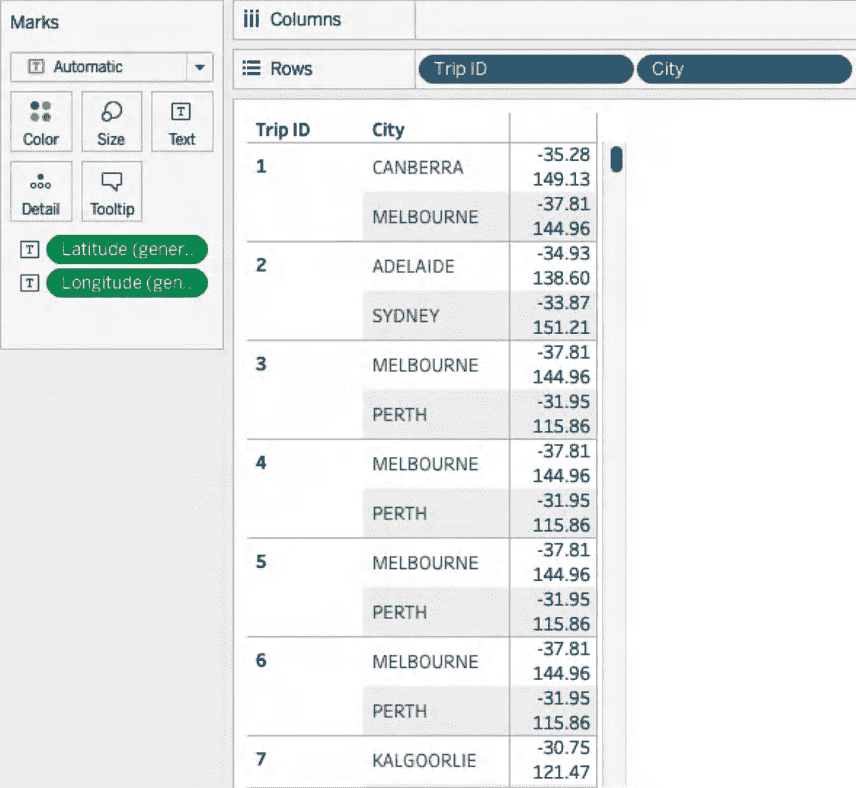 Marks
Automatic
Color Size Text
Detail Tooltip
T Latitude (gener..
T Longitude (gen..
Columns
Rows Trip ID City
Trip ID City
1 CANBERRA -35.28
149.13
MELBOURNE -37.81
144.96
2 ADELAIDE -34.93
138.60
SYDNEY -33.87
151.21
3 MELBOURNE -37.81
144.96
PERTH -31.95
115.86
4 MELBOURNE -37.81
144.96
PERTH -31.95
115.86
5 MELBOURNE -37.81
144.96
PERTH -31.95
115.86
6 MELBOURNE -37.81
144.96
PERTH -31.95
115.86
7 KALGOORLIE -30.75
121.47